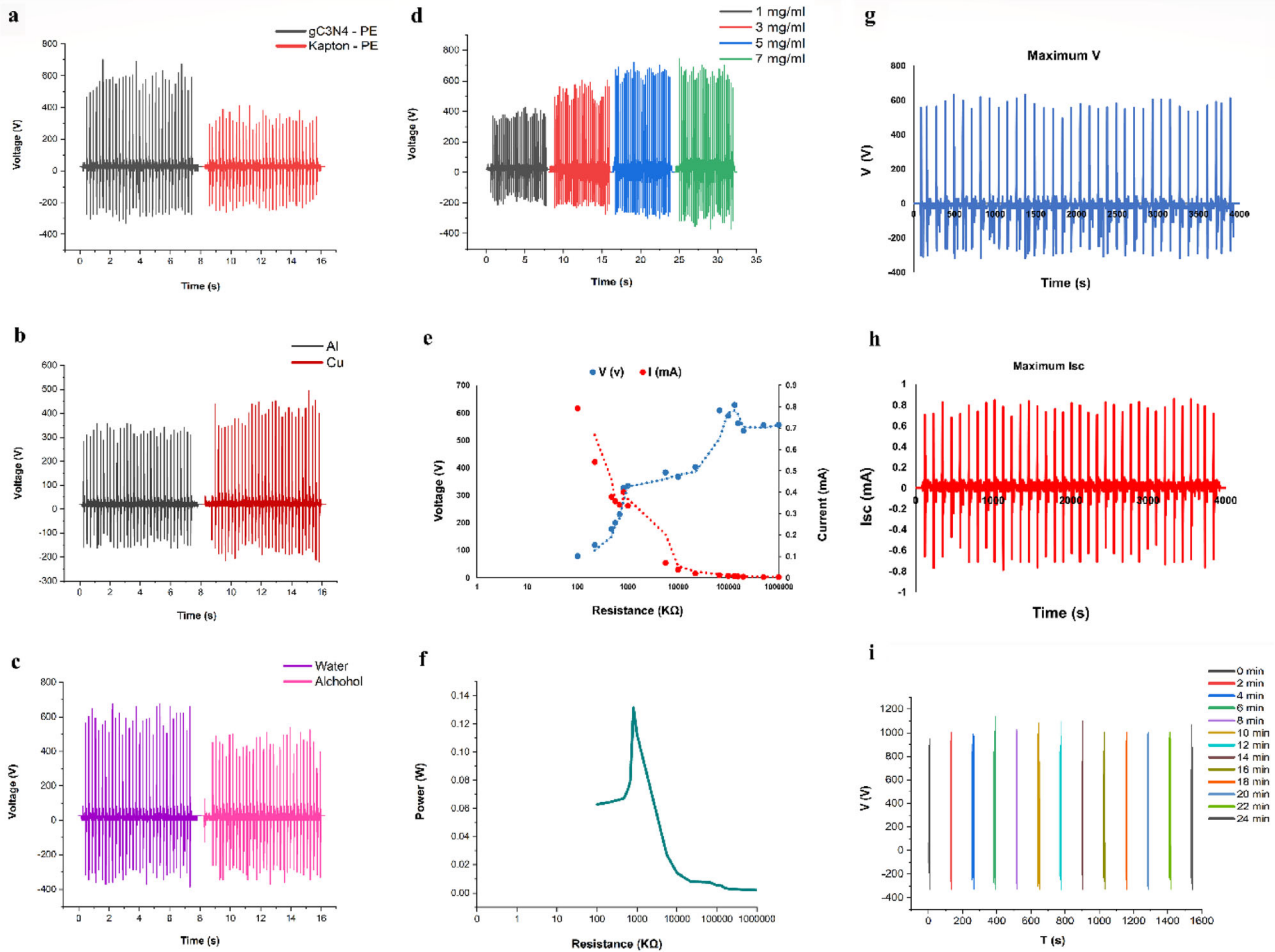 a
gC3N4 - PE
Kapton - PE
800
600
400
200
0
-200
-400
Voltage (V)
0 2 4 6 8 10 12 14 16
Time (s)
d
1 mg/ml
3 mg/ml
5 mg/ml
7 mg/ml
800
600
400
200
0
-200
-400
Voltage (V)
0 5 10 15 20 25 30 35
Time (s)
g
Maximum V
800
600
400
200
0
-200
-400
V (V)
0 500 1000 1500 2000 2500 3000 3500 4000
Time (s)
b
Al
Cu
600
500
400
300
200
100
0
-100
-200
-300
Voltage (V)
0 2 4 6 8 10 12 14 16
Time (s)
e
V (v) I (mA)
700
600
500
400
300
200
100
0
Voltage (V)
0.9
0.8
0.7
0.6
0.5
0.4
0.3
0.2
0.1
0
Current (mA)
1 10 100 1000 10000 100000 1000000
Resistance (KΩ)
h
Maximum Isc
1
0.8
0.6
0.4
0.2
0
-0.2
-0.4
-0.6
-0.8
-1
Isc (mA)
0 1000 2000 3000 4000
Time (s)
c
Water
Alchohol
800
600
400
200
0
-200
-400
Voltage (V)
0 2 4 6 8 10 12 14 16
Time (s)
f
0.14
0.12
0.10
0.08
0.06
0.04
0.02
0.00
Power (W)
0 1 10 100 1000 10000 100000 1000000
Resistance (KΩ)
i
0 min
2 min
4 min
6 min
8 min
10 min
12 min
14 min
16 min
18 min
20 min
22 min
24 min
1200
1000
800
600
400
200
0
-200
-400
V (V)
0 200 400 600 800 1000 1200 1400 1600
T (s)